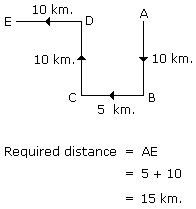 10 km.
E
D
A
10 km.
10 km.
C
B
5 km.
Required distance = AE
= 5 + 10
= 15 km.